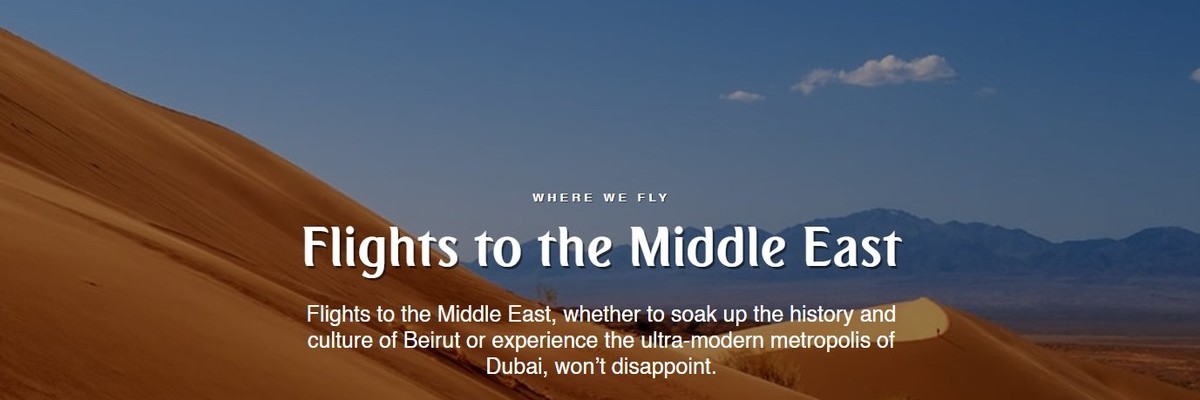 WHERE WE FLY
Flights to the Middle East
Flights to the Middle East, whether to soak up the history and
culture of Beirut or experience the ultra-modern metropolis of
Dubai, won’t disappoint.